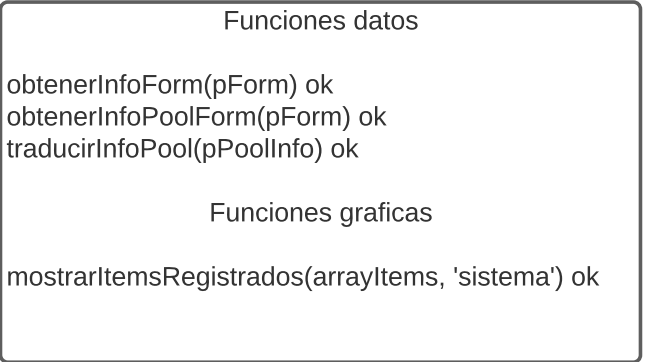 Funciones datos
obtenerInfoForm(pForm) ok
obtenerInfoPoolForm(pForm) ok
traducirInfoPool(pPoolInfo) ok
Funciones graficas
mostrarItemsRegistrados(arrayItems, 'sistema') ok